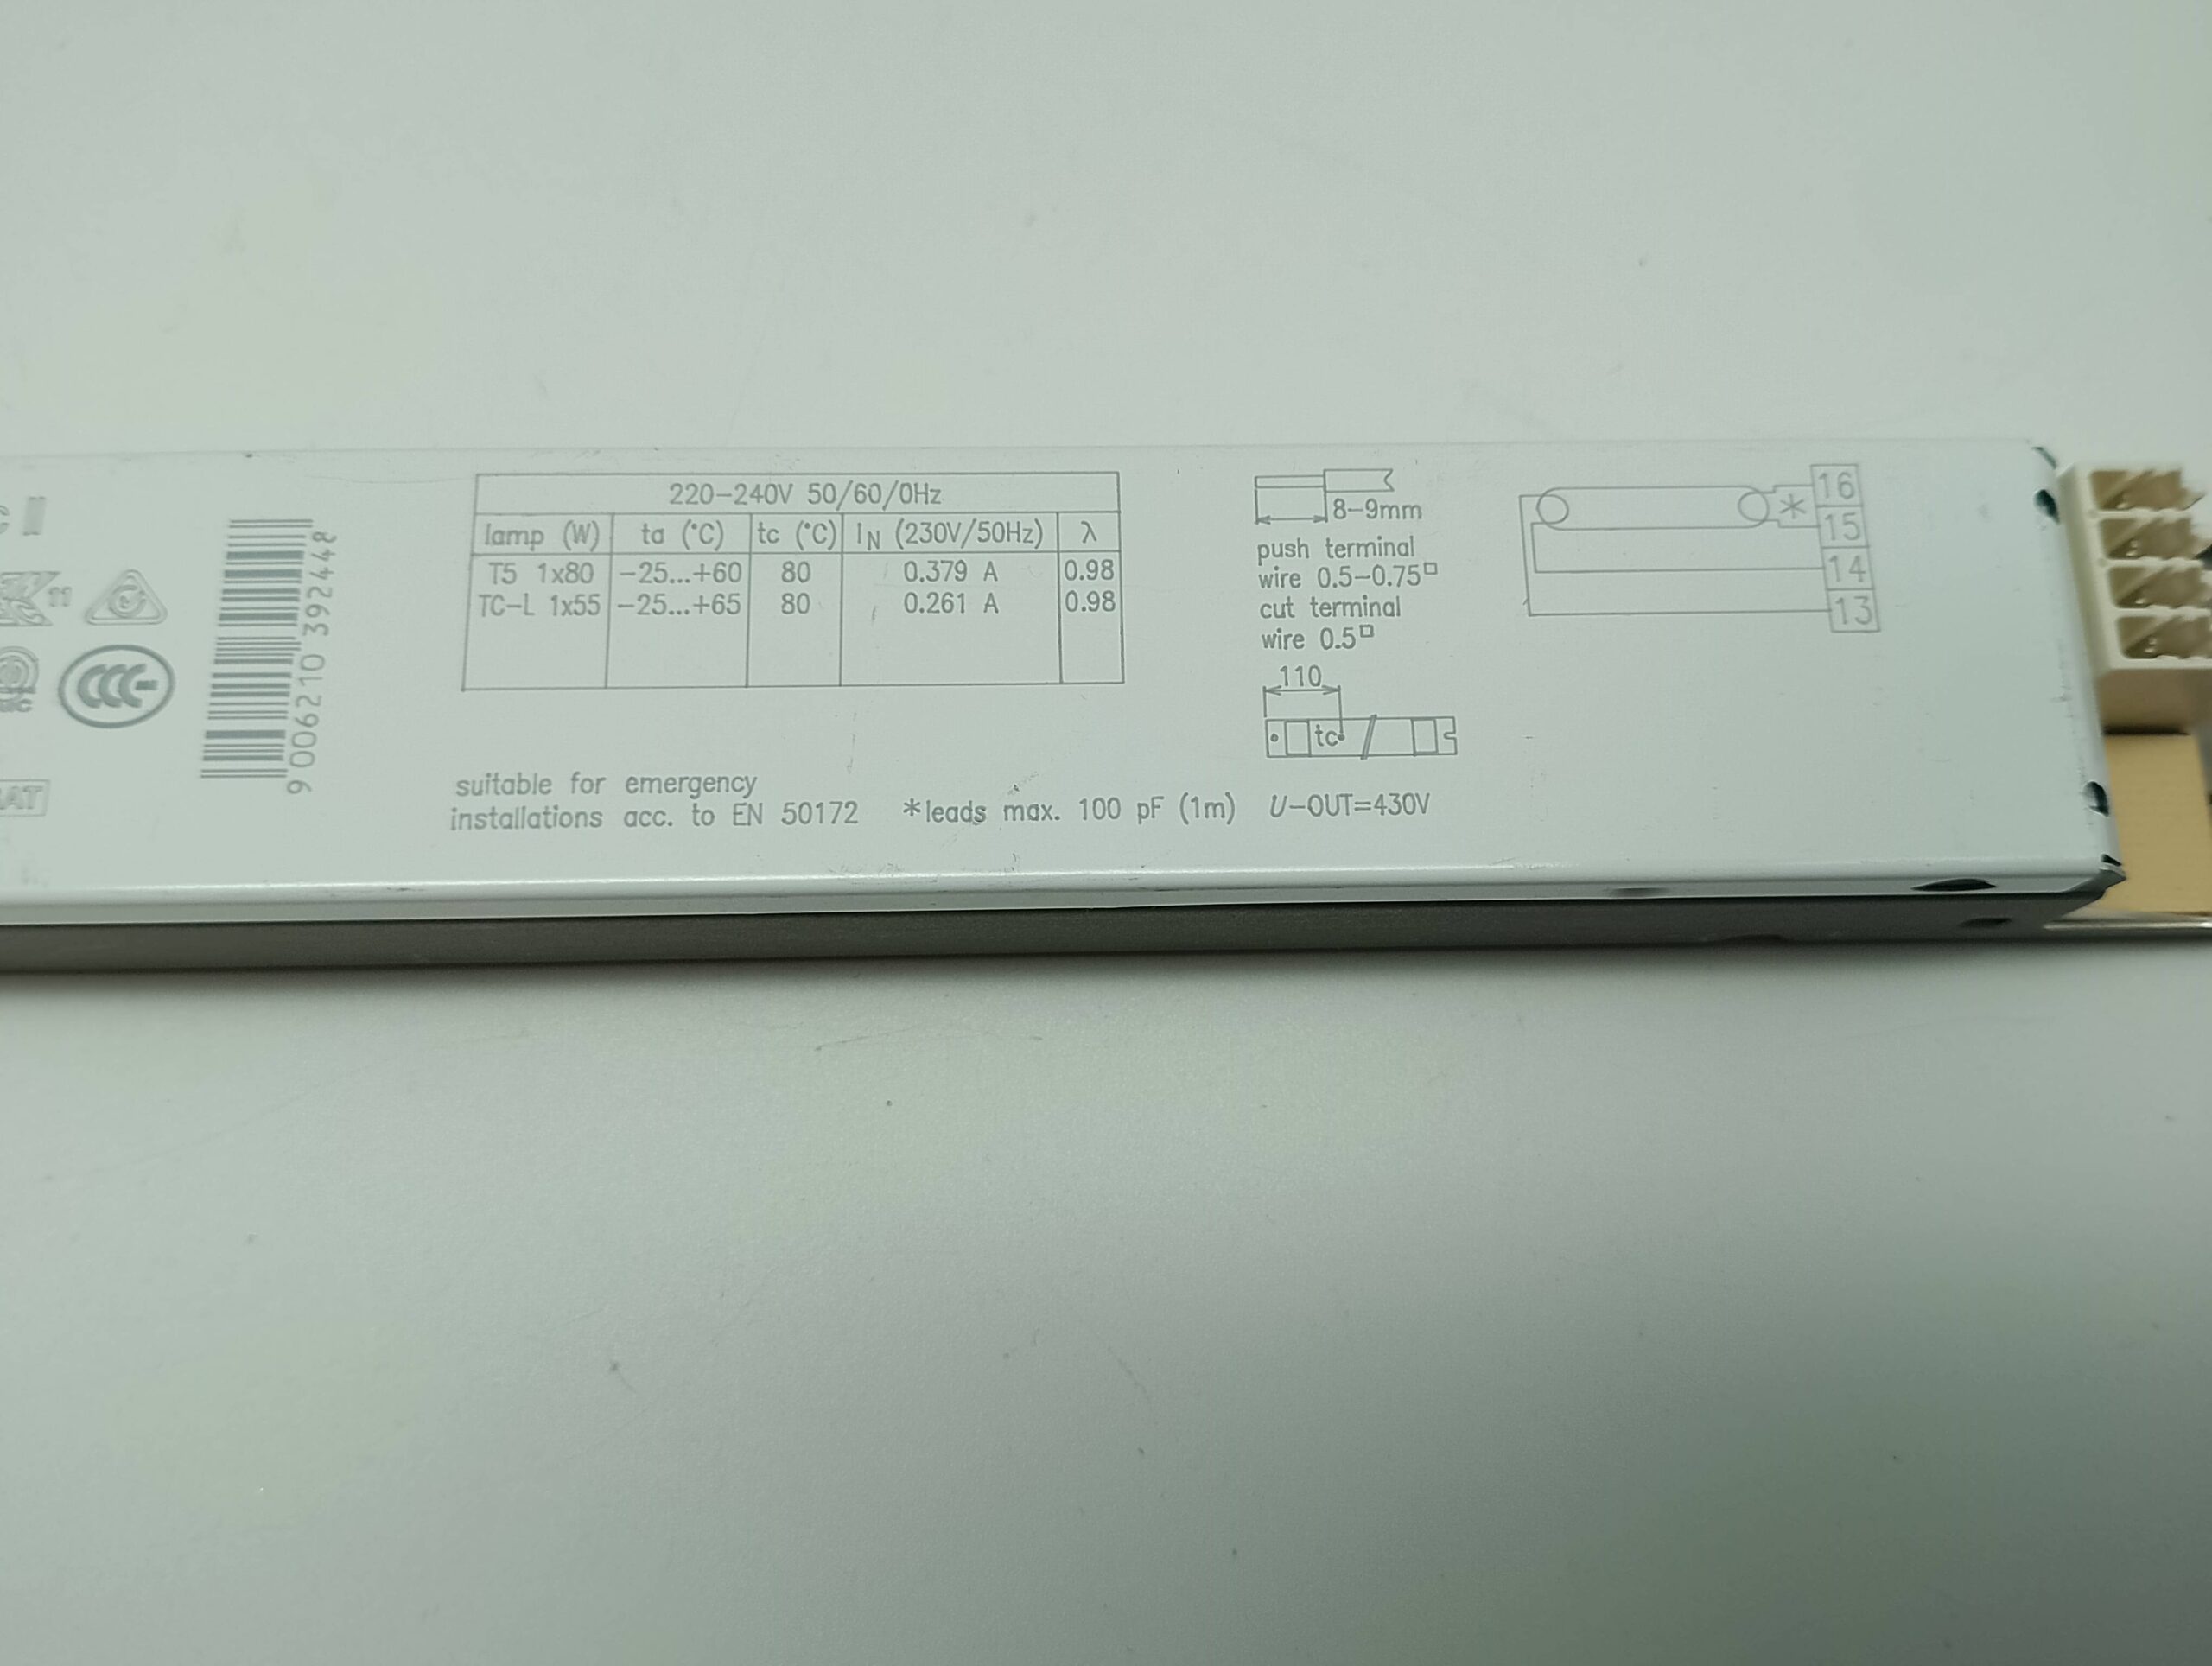 220-240V 50/60/0Hz
lamp (W) ta (°C) tc (°C) IN (230V/50Hz) λ
T5 1x80 -25...+60 80 0.379 A 0.98
TC-L 1x55 -25...+65 80 0.261 A 0.98
suitable for emergency
installations acc. to EN 50172
*leads max. 100 pF (1m)
U-OUT=430V
8-9mm
push terminal
wire 0.5-0.75□
cut terminal
wire 0.5□
110
tc
*
16
15
14
13
9 006210 392448
11
CCC